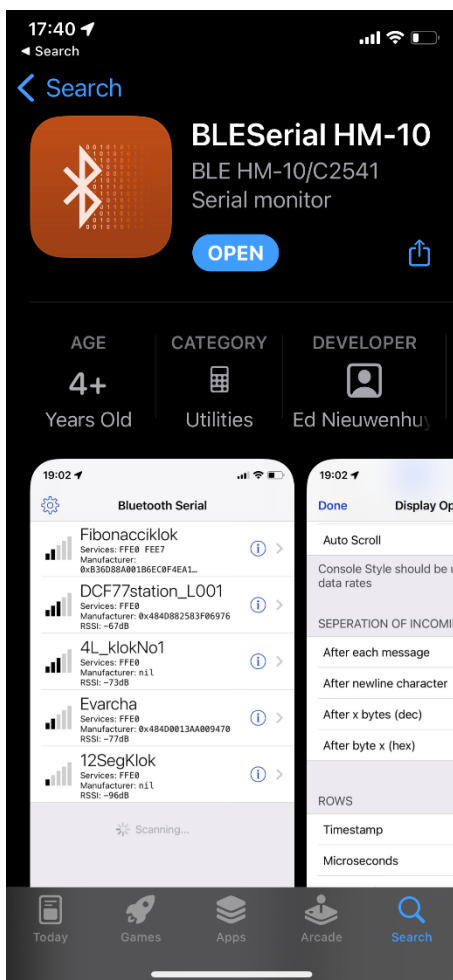 17:40
Search
Search
BLESerial HM-10
BLE HM-10/C2541
Serial monitor
OPEN
AGE
4+
Years Old
CATEGORY
Utilities
DEVELOPER
Ed Nieuwenhuy
19:02
Bluetooth Serial
Fibonacciklok
Services: FFE0 FEE7
Manufacturer:
0xB36D88A001B6EC0F4EA1…
DCF77station_L001
Services: FFE0
Manufacturer: 0x484D882583F06976
RSSI: -67dB
4L_klokNo1
Services: FFE0
Manufacturer: nil
RSSI: -73dB
Evarcha
Services: FFE0
Manufacturer: 0x484D0013AA009470
RSSI: -77dB
12SegKlok
Services: FFE0
Manufacturer: nil
RSSI: -96dB
Scanning...
19:02
Done Display Op
Auto Scroll
Console Style should be u
data rates
SEPERATION OF INCOMI
After each message
After newline character
After x bytes (dec)
After byte x (hex)
ROWS
Timestamp
Microseconds
Today
Games
Apps
Arcade
Search